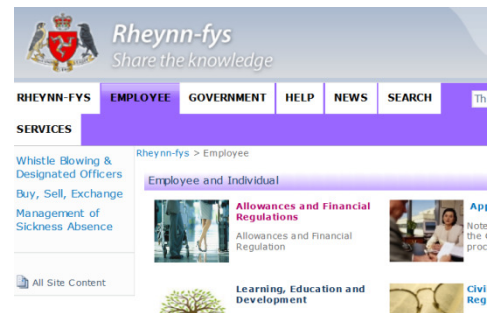 Rheynn-fys
Share the knowledge
RHEYNN-FYS EMPLOYEE GOVERNMENT HELP NEWS SEARCH
SERVICES
Whistle Blowing &
Designated Officers
Buy, Sell, Exchange
Management of
Sickness Absence
All Site Content
Rheynn-fys > Employee
Employee and Individual
Allowances and Financial
Regulations
Allowances and Financial
Regulation
Learning, Education and
Development